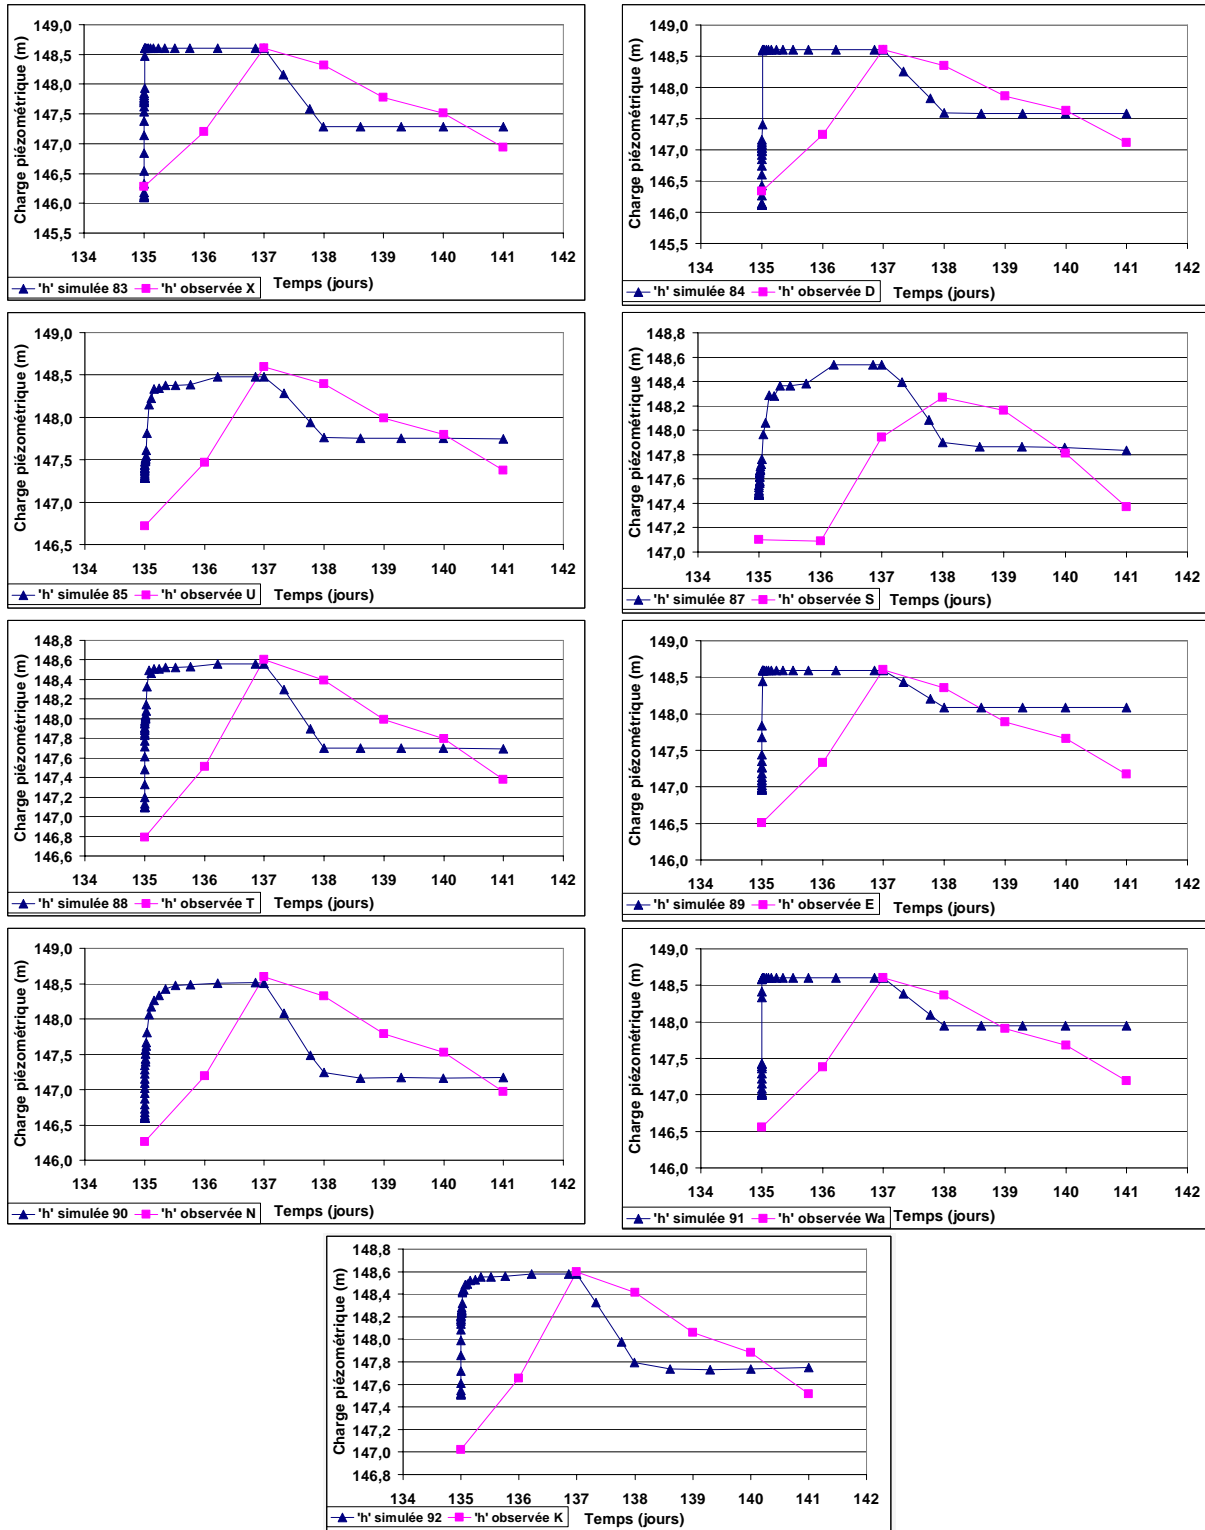 Charge piézométrique (m)
149,0
148,5
148,0
147,5
147,0
146,5
146,0
145,5
134 135 136 137 138 139 140 141 142
Temps (jours)
'h' simulée 83 'h' observée X
Charge piézométrique (m)
149,0
148,5
148,0
147,5
147,0
146,5
146,0
145,5
134 135 136 137 138 139 140 141 142
Temps (jours)
'h' simulée 84 'h' observée D
Charge piézométrique (m)
149,0
148,5
148,0
147,5
147,0
146,5
134 135 136 137 138 139 140 141 142
Temps (jours)
'h' simulée 85 'h' observée U
Charge piézométrique (m)
148,8
148,6
148,4
148,2
148,0
147,8
147,6
147,4
147,2
147,0
134 135 136 137 138 139 140 141 142
Temps (jours)
'h' simulée 87 'h' observée S
Charge piézométrique (m)
148,8
148,6
148,4
148,2
148,0
147,8
147,6
147,4
147,2
147,0
146,8
146,6
134 135 136 137 138 139 140 141 142
Temps (jours)
'h' simulée 88 'h' observée T
Charge piézométrique (m)
149,0
148,5
148,0
147,5
147,0
146,5
146,0
134 135 136 137 138 139 140 141 142
Temps (jours)
'h' simulée 89 'h' observée E
Charge piézométrique (m)
149,0
148,5
148,0
147,5
147,0
146,5
146,0
134 135 136 137 138 139 140 141 142
Temps (jours)
'h' simulée 90 'h' observée N
Charge piézométrique (m)
149,0
148,5
148,0
147,5
147,0
146,5
146,0
134 135 136 137 138 139 140 141 142
Temps (jours)
'h' simulée 91 'h' observée Wa
Charge piézométrique (m)
148,8
148,6
148,4
148,2
148,0
147,8
147,6
147,4
147,2
147,0
146,8
134 135 136 137 138 139 140 141 142
Temps (jours)
'h' simulée 92 'h' observée K